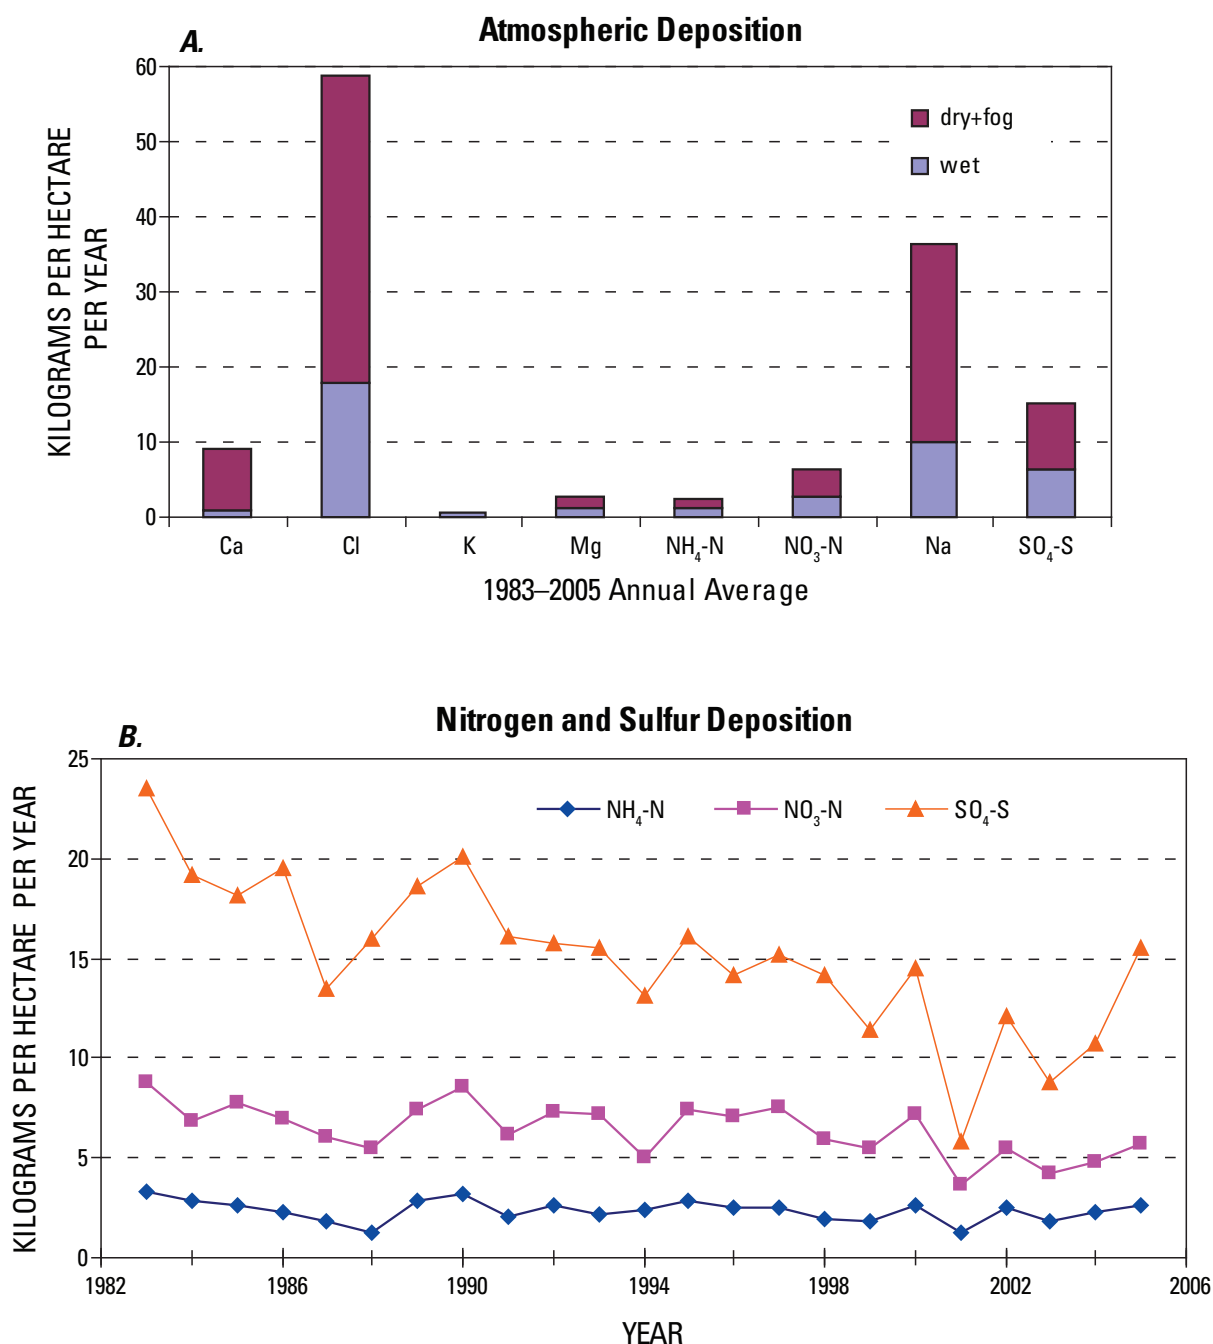 A.
Atmospheric Deposition
KILOGRAMS PER HECTARE
PER YEAR
60
50
40
30
20
10
0
dry+fog
wet
Ca Cl K Mg NH₄-N NO₃-N Na SO₄-S
1983–2005 Annual Average
B.
Nitrogen and Sulfur Deposition
KILOGRAMS PER HECTARE PER YEAR
25
20
15
10
5
0
NH₄-N NO₃-N SO₄-S
1982 1986 1990 1994 1998 2002 2006
YEAR